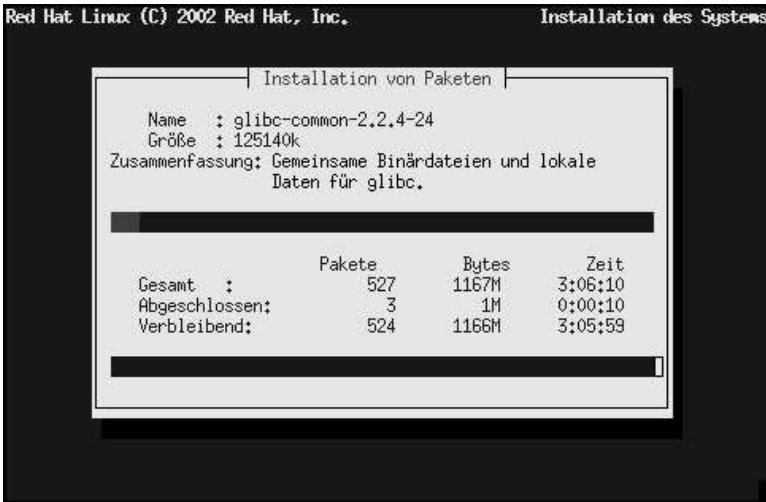 Red Hat Linux (C) 2002 Red Hat, Inc. Installation des Systems
Installation von Paketen
Name : glibc-common-2.2.4-24
Größe : 125140k
Zusammenfassung: Gemeinsame Binärdateien und lokale
Daten für glibc.
Pakete Bytes Zeit
Gesamt : 527 1167M 3:06:10
Abgeschlossen: 3 1M 0:00:10
Verbleibend: 524 1166M 3:05:59